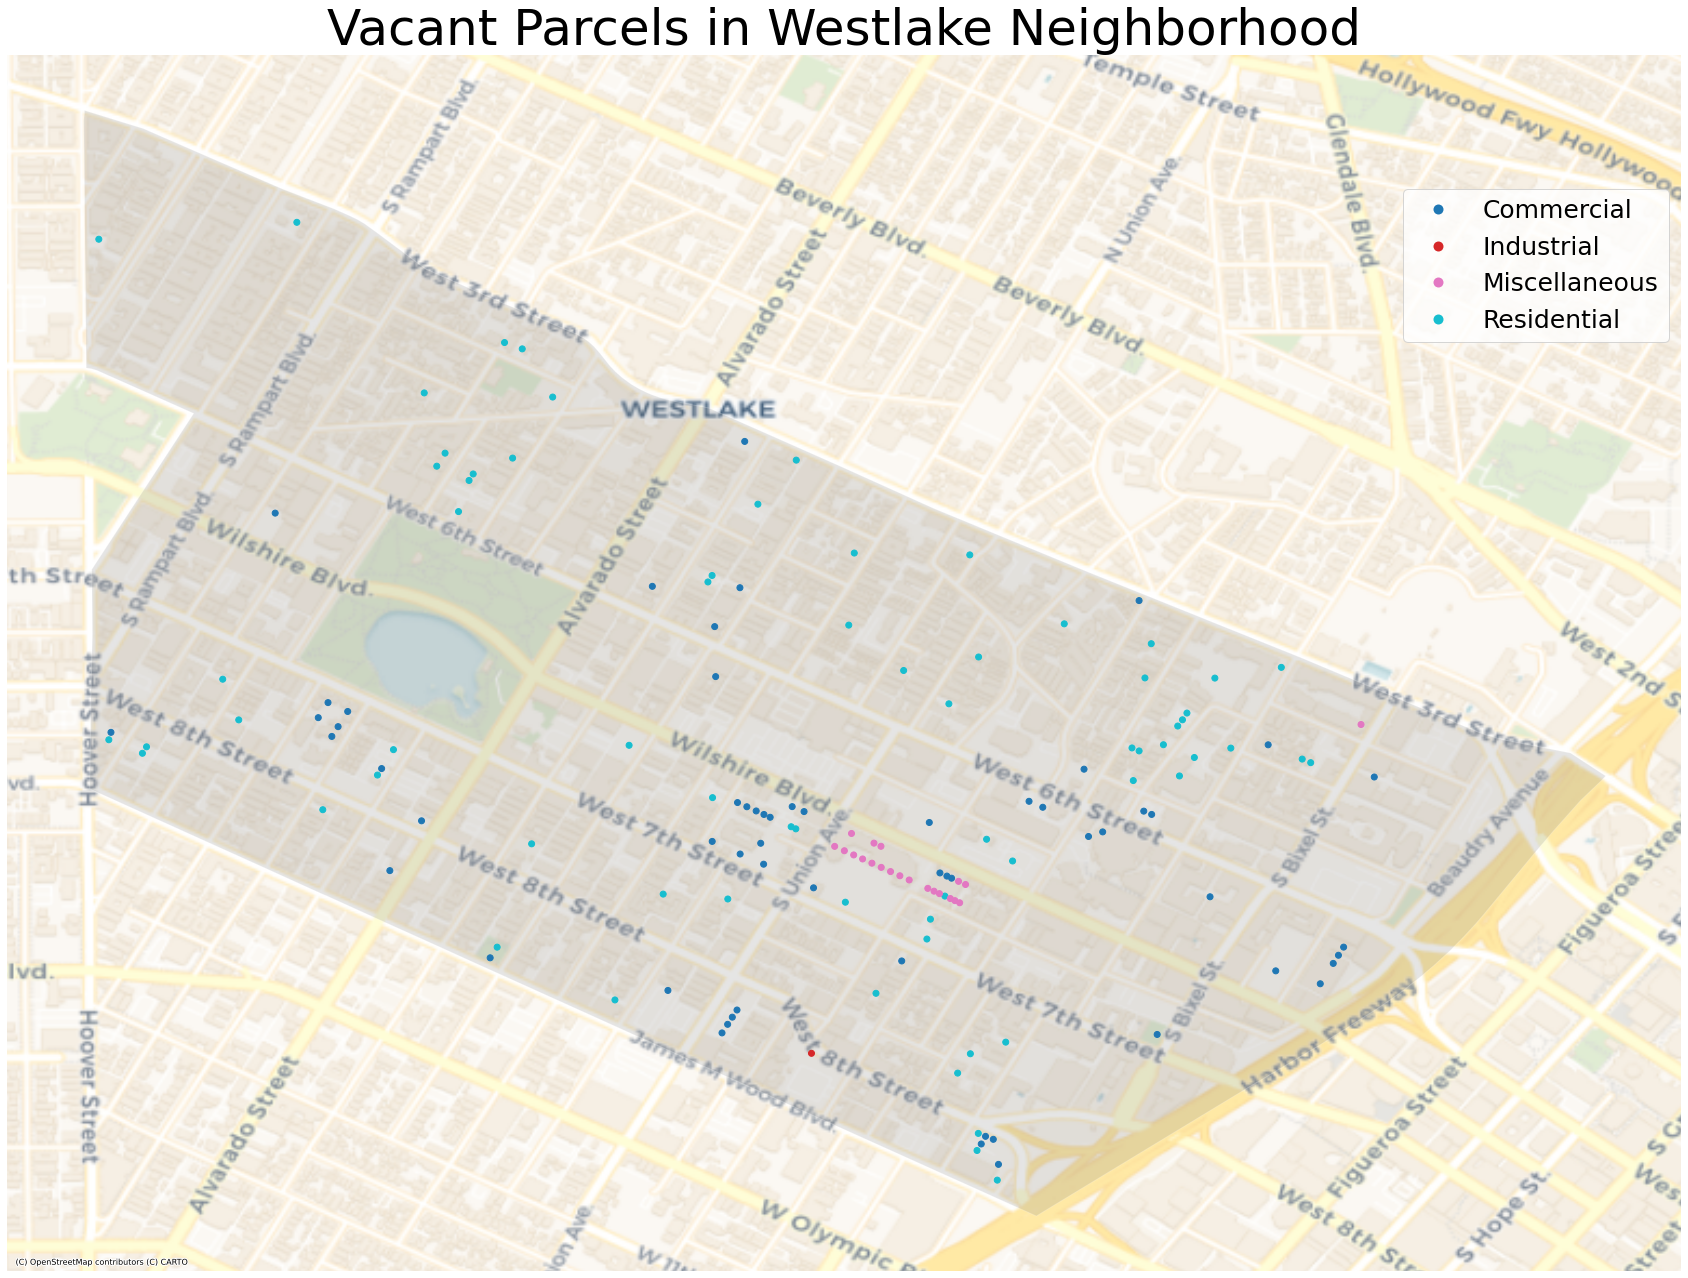 Vacant Parcels in Westlake Neighborhood
Temple Street
Hollywood Fwy
Hollywood
S Rampart Blvd.
Glendale Blvd.
N Union Ave.
Beverly Blvd.
Commercial
Industrial
Miscellaneous
Residential
Alvarado Street
West 3rd Street
Beverly Blvd.
S Rampart Blvd.
WESTLAKE
Alvarado Street
West 6th Street
S Rampart Blvd.
Wilshire Blvd.
th Street
West 2nd S
Hoover Street
West 8th Street
West 3rd Street
Wilshire Blvd.
West 6th Street
vd.
West 7th Street
S Union Ave.
S Bixel St.
Beaudry Avenue
Figueroa Stree
West 8th Street
lvd.
S Bixel St.
West 7th Street
Harbor Freeway
Hoover Street
West 8th Street
James M Wood Blvd.
Alvarado Street
Figueroa Street
W Olympic
West 8th
S Hope St.
West
Street
ion Ave.
W 11
(C) OpenStreetMap contributors (C) CARTO